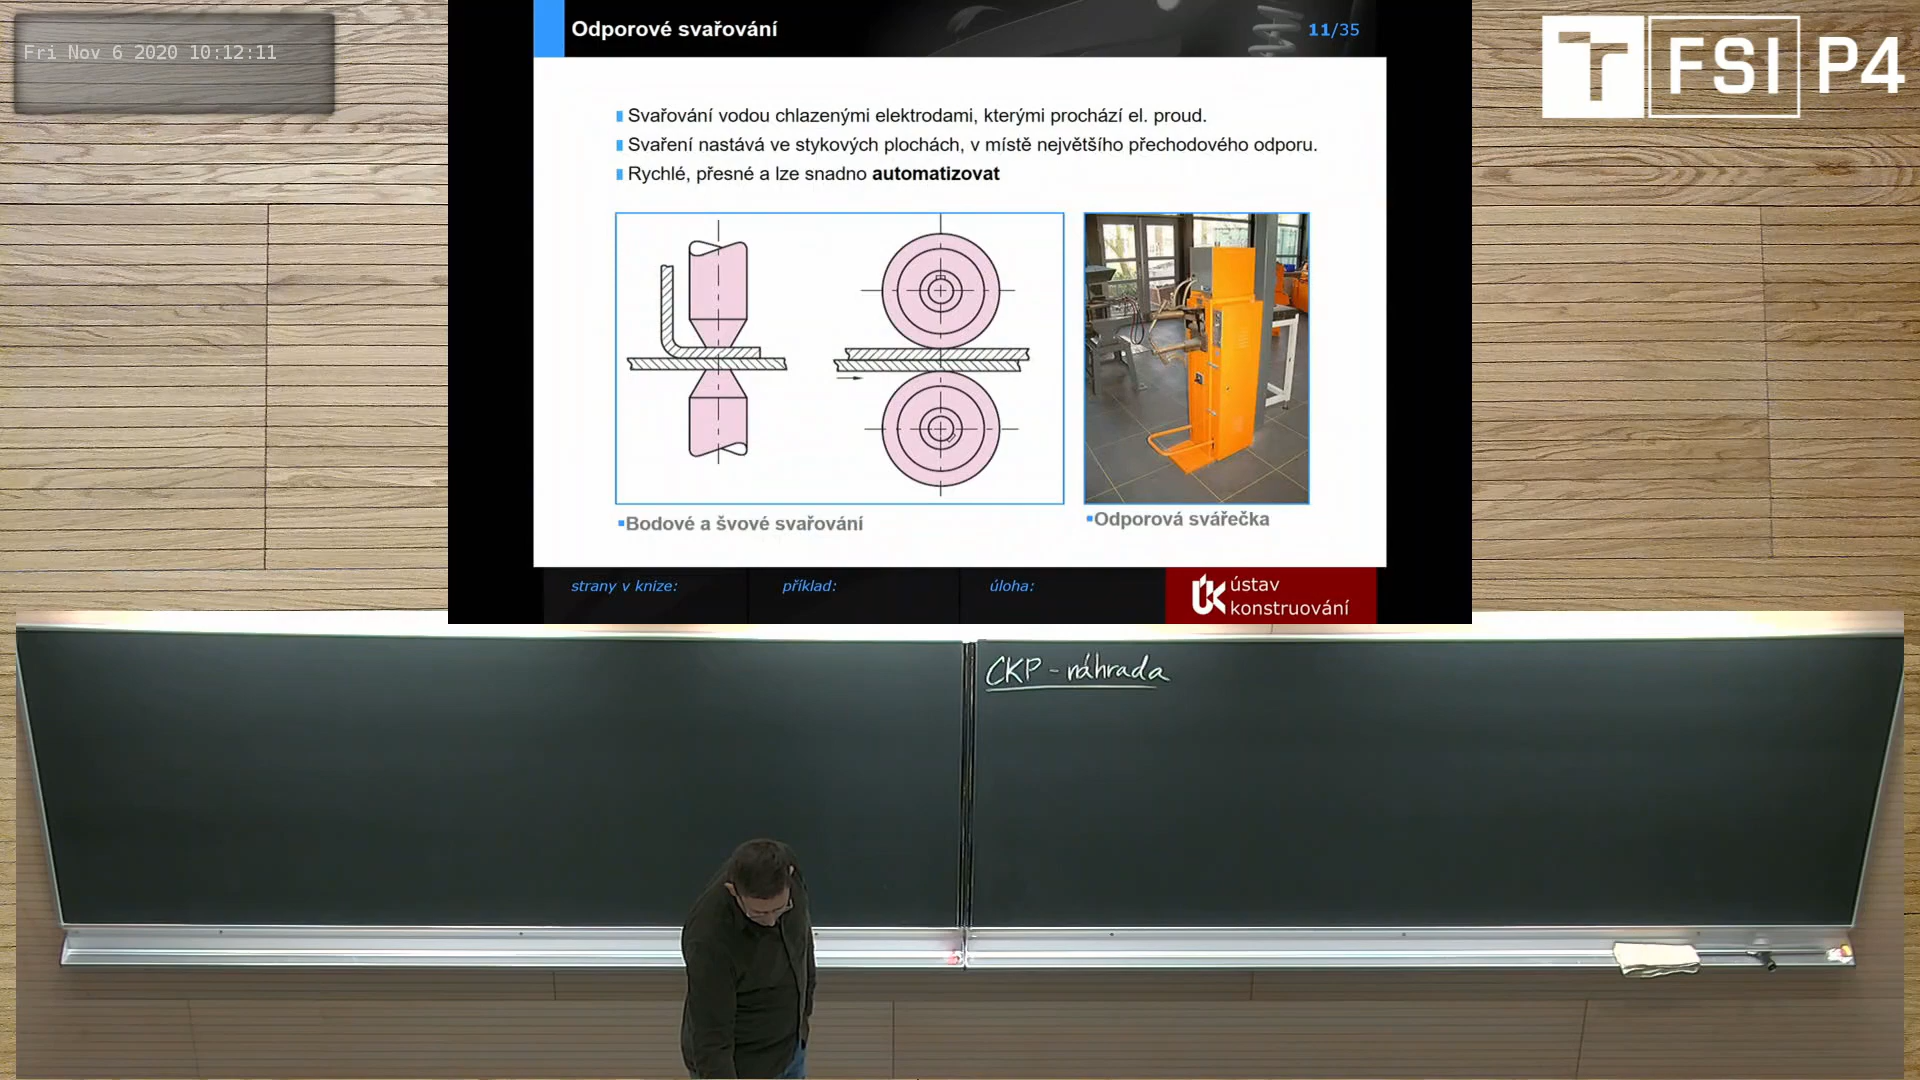 Fri Nov 6 2020 10:12:11
Odporové svařování
11/35
T FSI P4
Svařování vodou chlazenými elektrodami, kterými prochází el. proud.
Svaření nastává ve stykových plochách, v místě největšího přechodového odporu.
Rychlé, přesné a lze snadno automatizovat
Bodové a švové svařování
Odporová svářečka
strany v knize:
příklad:
úloha:
ÚK ústav
konstruování
CKP - náhrada